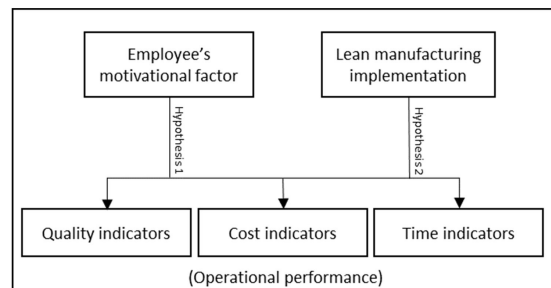 Employee's
motivational factor
Lean manufacturing
implementation
Hypothesis 1
Hypothesis 2
Quality indicators
Cost indicators
Time indicators
(Operational performance)